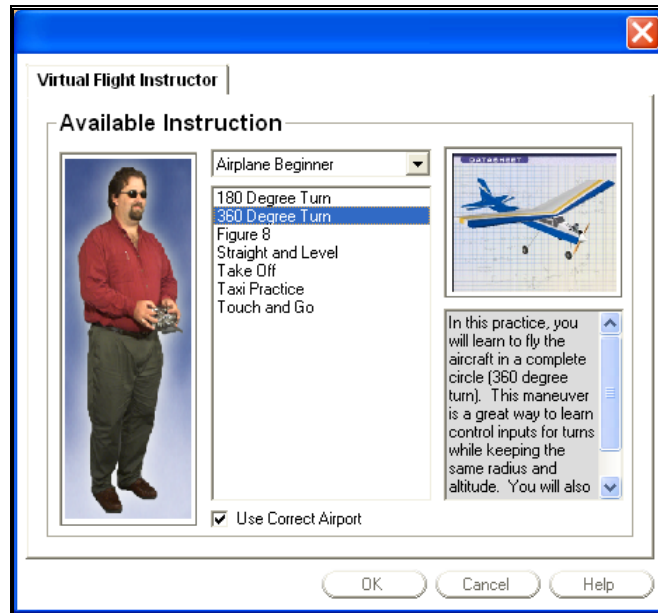 Virtual Flight Instructor
Available Instruction
Airplane Beginner
DATASHEET
180 Degree Turn
360 Degree Turn
Figure 8
Straight and Level
Take Off
Taxi Practice
Touch and Go
In this practice, you
will learn to fly the
aircraft in a complete
circle (360 degree
turn). This maneuver
is a great way to learn
control inputs for turns
while keeping the
same radius and
altitude. You will also
Use Correct Airport
OK
Cancel
Help